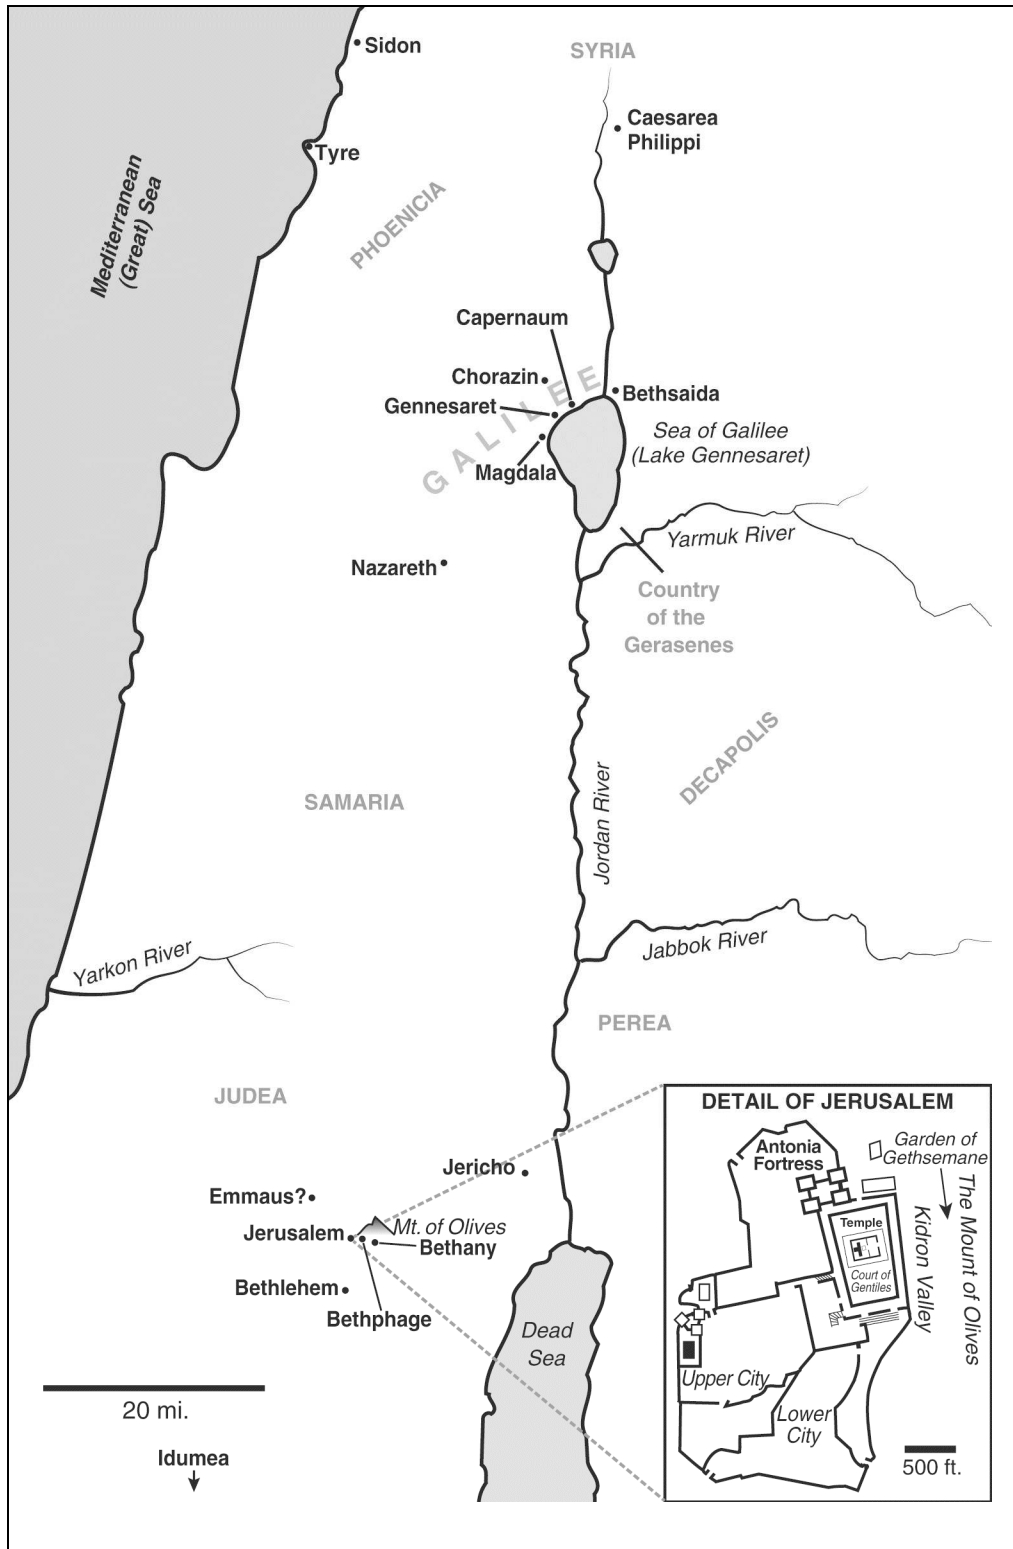 Sidon
SYRIA
Caesarea
Philippi
Tyre
Mediterranean
(Great) Sea
PHOENICIA
Capernaum
Chorazin
GALILEE
Bethsaida
Gennesaret
Sea of Galilee
(Lake Gennesaret)
Magdala
Yarmuk River
Nazareth
Country
of the
Gerasenes
DECAPOLIS
SAMARIA
Jordan River
Yarkon River
Jabbok River
PEREA
JUDEA
Jericho
Emmaus?
Jerusalem
Mt. of Olives
Bethany
Bethlehem
Bethphage
Dead
Sea
20 mi.
Idumea
DETAIL OF JERUSALEM
Antonia
Fortress
Garden of
Gethsemane
The Mount of Olives
Kidron Valley
Temple
Court of
Gentiles
Upper City
Lower
City
500 ft.